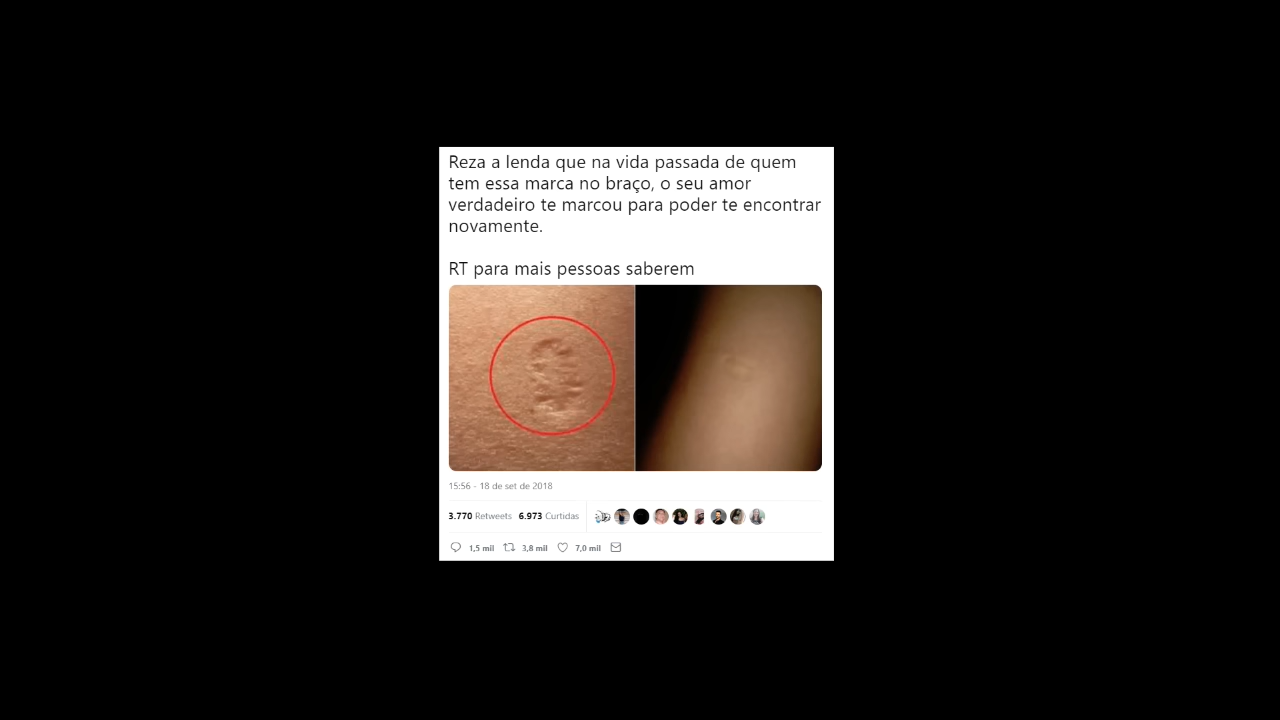 Reza a lenda que na vida passada de quem
tem essa marca no braço, o seu amor
verdadeiro te marcou para poder te encontrar
novamente.
RT para mais pessoas saberem
15:56 - 18 de set de 2018
3.770 Retweets 6.973 Curtidas
1,5 mil 3,8 mil 7,0 mil